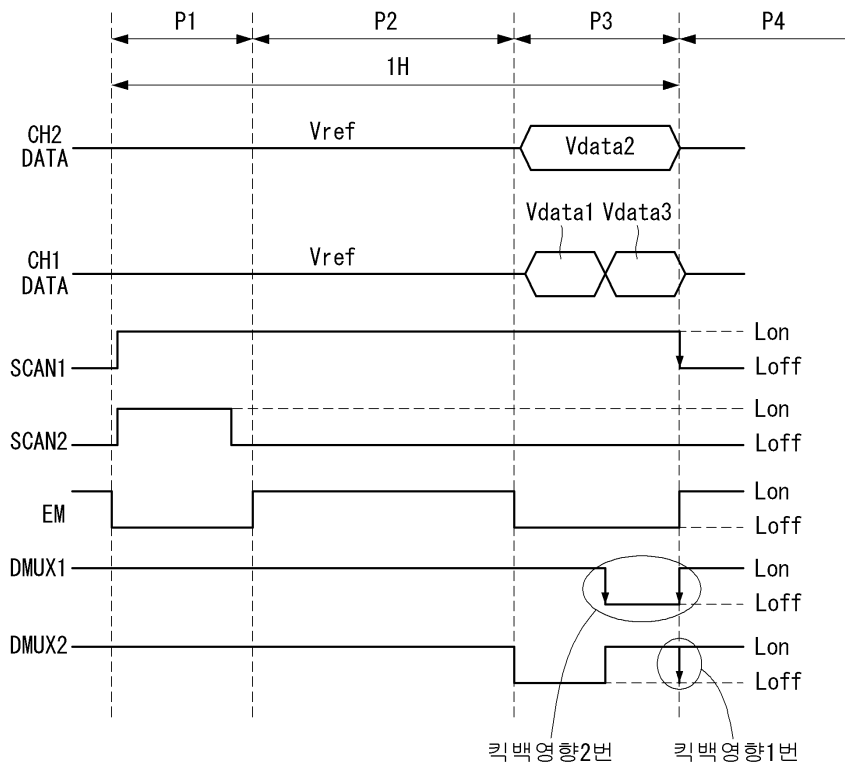 P1 P2 P3 P4
1H
CH2
DATA
Vref
Vdata2
Vdata1 Vdata3
CH1
DATA
Vref
SCAN1
Lon
Loff
SCAN2
Lon
Loff
EM
Lon
Loff
DMUX1
Lon
Loff
DMUX2
Lon
Loff
킥백영향2번 킥백영향1번